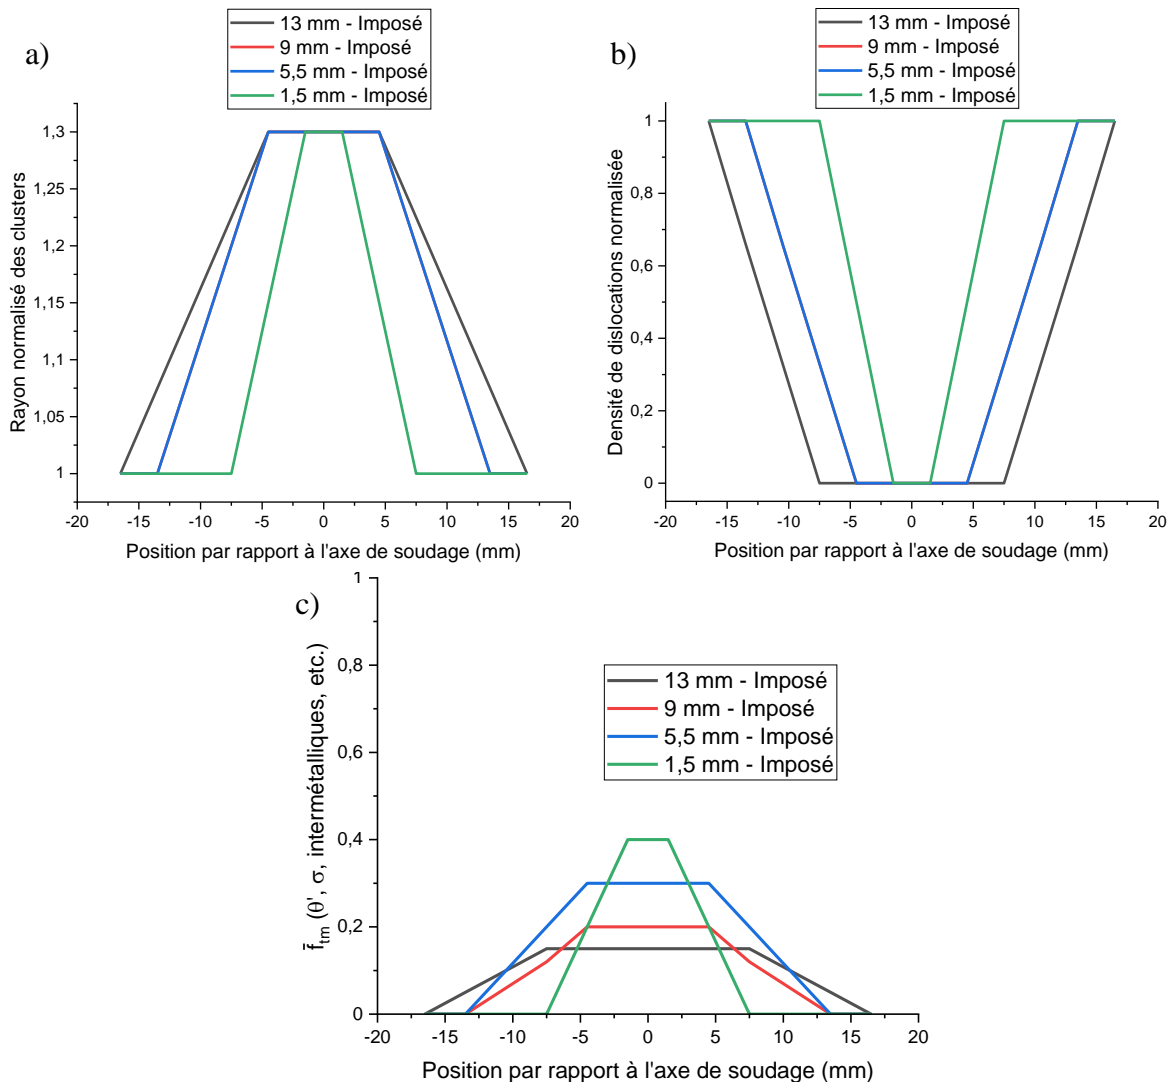 a)
13 mm - Imposé
9 mm - Imposé
5,5 mm - Imposé
1,5 mm - Imposé
Rayon normalisé des clusters
1,3
1,25
1,2
1,15
1,1
1,05
1
-20 -15 -10 -5 0 5 10 15 20
Position par rapport à l'axe de soudage (mm)
b)
13 mm - Imposé
9 mm - Imposé
5,5 mm - Imposé
1,5 mm - Imposé
Densité de dislocations normalisée
1
0,8
0,6
0,4
0,2
0
-20 -15 -10 -5 0 5 10 15 20
Position par rapport à l'axe de soudage (mm)
c)
13 mm - Imposé
9 mm - Imposé
5,5 mm - Imposé
1,5 mm - Imposé
f̄tm (θ', σ, intermétalliques, etc.)
1
0,8
0,6
0,4
0,2
0
-20 -15 -10 -5 0 5 10 15 20
Position par rapport à l'axe de soudage (mm)